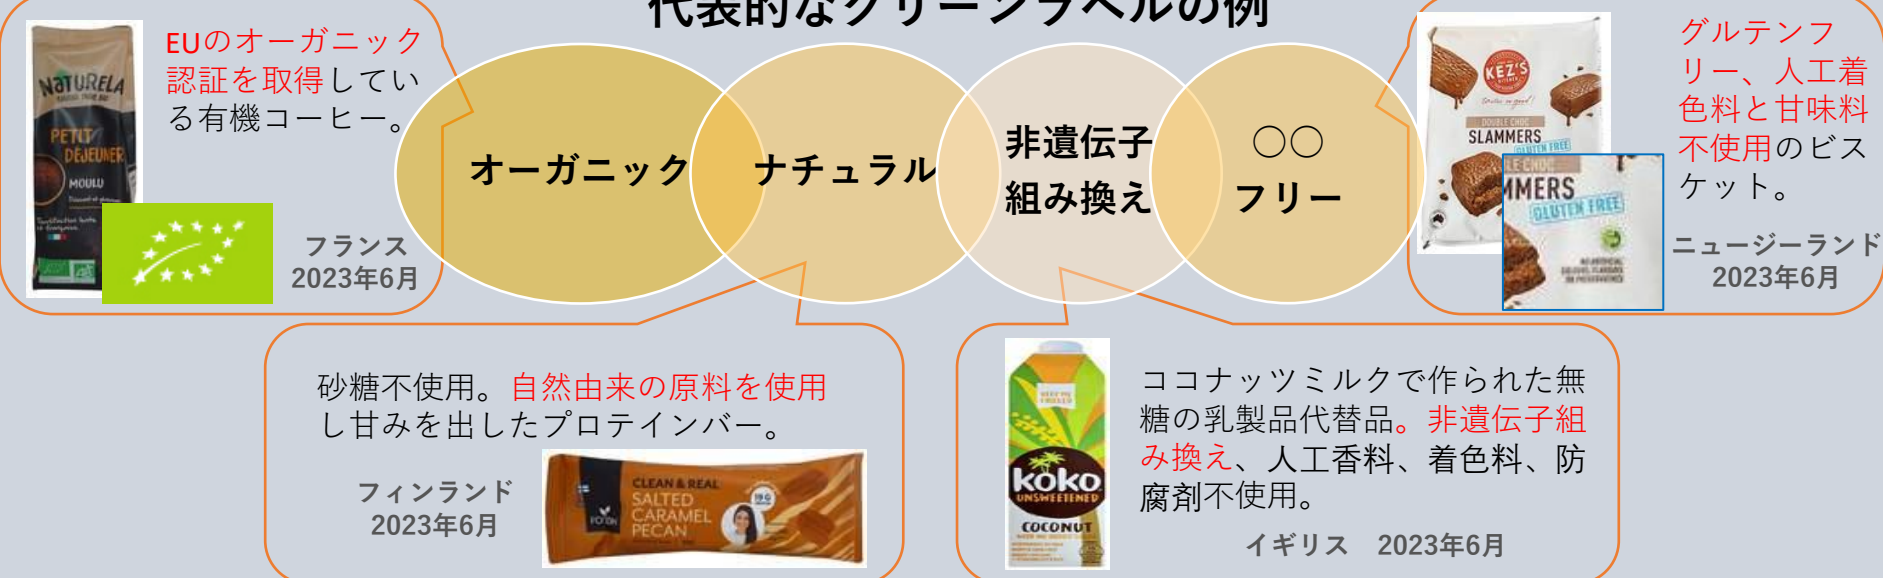 代表的なグリーンラベルの例
EUのオーガニック
認証を取得してい
る有機コーヒー。
フランス
2023年6月
NATURELA
PETIT
DEJEUNER
MOULU
オーガニック
ナチュラル
非遺伝子
組み換え
○○
フリー
KEZ'S
DOUBLE CHOC
SLAMMERS
GLUTEN FREE
LE CHOC
MMERS
GLUTEN FREE
グルテンフ
リー、人工着
色料と甘味料
不使用のビス
ケット。
ニュージーランド
2023年6月
砂糖不使用。自然由来の原料を使用
し甘みを出したプロテインバー。
フィンランド
2023年6月
CLEAN & REAL
SALTED
CARAMEL
PECAN
koko
UNSWEETENED
COCONUT
ココナッツミルクで作られた無
糖の乳製品代替品。非遺伝子組
み換え、人工香料、着色料、防
腐剤不使用。
イギリス　2023年6月